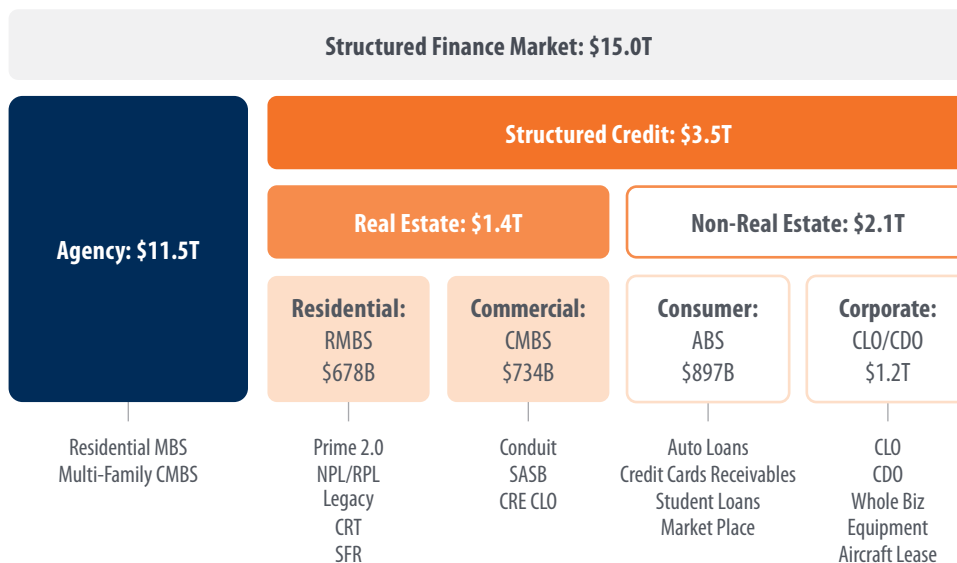 Structured Finance Market: $15.0T
Agency: $11.5T
Structured Credit: $3.5T
Real Estate: $1.4T
Non-Real Estate: $2.1T
Residential:
RMBS
$678B
Commercial:
CMBS
$734B
Consumer:
ABS
$897B
Corporate:
CLO/CDO
$1.2T
Residential MBS
Multi-Family CMBS
Prime 2.0
NPL/RPL
Legacy
CRT
SFR
Conduit
SASB
CRE CLO
Auto Loans
Credit Cards Receivables
Student Loans
Market Place
CLO
CDO
Whole Biz
Equipment
Aircraft Lease